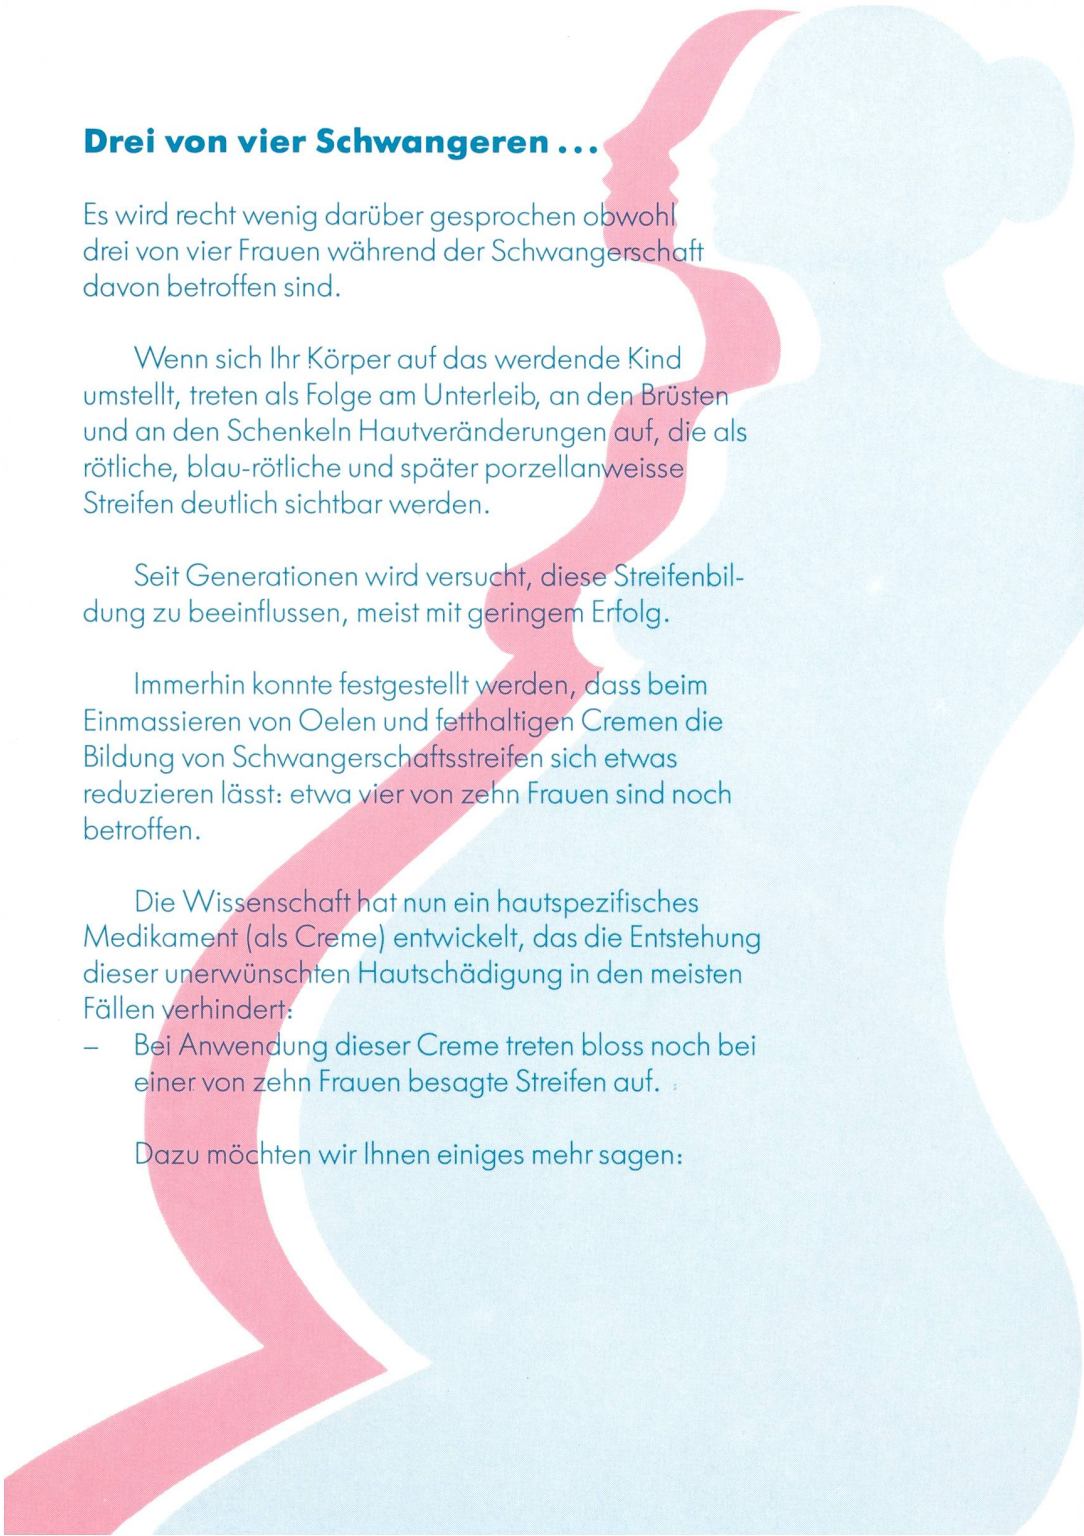 Drei von vier Schwangeren ...
Es wird recht wenig darüber gesprochen obwohl
drei von vier Frauen während der Schwangerschaft
davon betroffen sind.
Wenn sich Ihr Körper auf das werdende Kind
umstellt, treten als Folge am Unterleib, an den Brüsten
und an den Schenkeln Hautveränderungen auf, die als
rötliche, blau-rötliche und später porzellanweisse
Streifen deutlich sichtbar werden.
Seit Generationen wird versucht, diese Streifenbil-
dung zu beeinflussen, meist mit geringem Erfolg.
Immerhin konnte festgestellt werden, dass beim
Einmassieren von Oelen und fetthaltigen Cremen die
Bildung von Schwangerschaftsstreifen sich etwas
reduzieren lässt: etwa vier von zehn Frauen sind noch
betroffen.
Die Wissenschaft hat nun ein hautspezifisches
Medikament (als Creme) entwickelt, das die Entstehung
dieser unerwünschten Hautschädigung in den meisten
Fällen verhindert:
– Bei Anwendung dieser Creme treten bloss noch bei
einer von zehn Frauen besagte Streifen auf.
Dazu möchten wir Ihnen einiges mehr sagen: